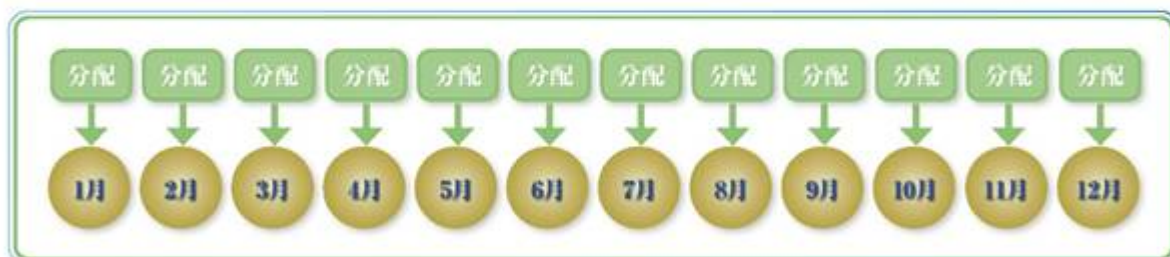 分配 分配 分配 分配 分配 分配 分配 分配 分配 分配 分配 分配
1月 2月 3月 4月 5月 6月 7月 8月 9月 10月 11月 12月